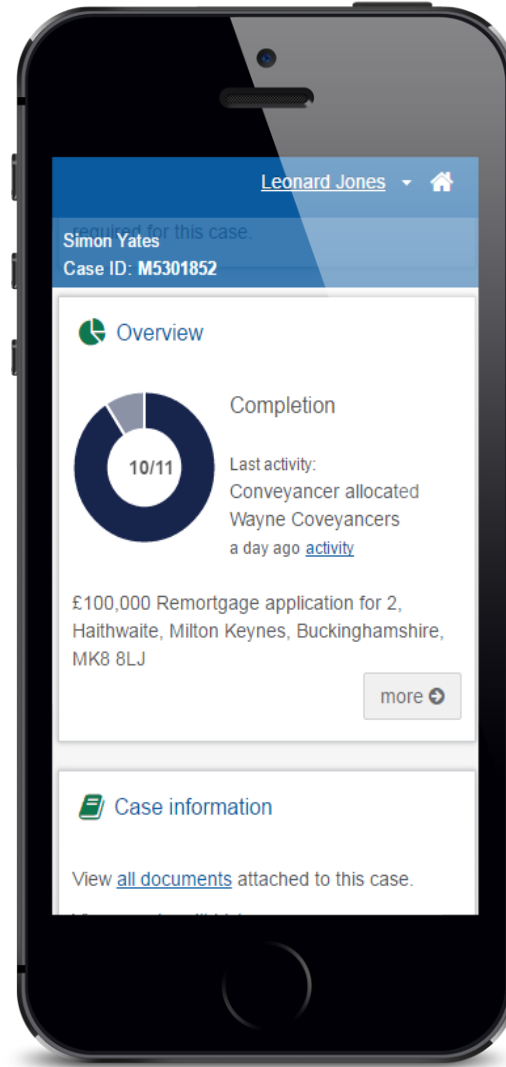 Leonard Jones
required for this case.
Simon Yates
Case ID: M5301852
Overview
10/11
Completion
Last activity:
Conveyancer allocated
Wayne Coveyancers
a day ago activity
£100,000 Remortgage application for 2,
Haithwaite, Milton Keynes, Buckinghamshire,
MK8 8LJ
more
Case information
View all documents attached to this case.